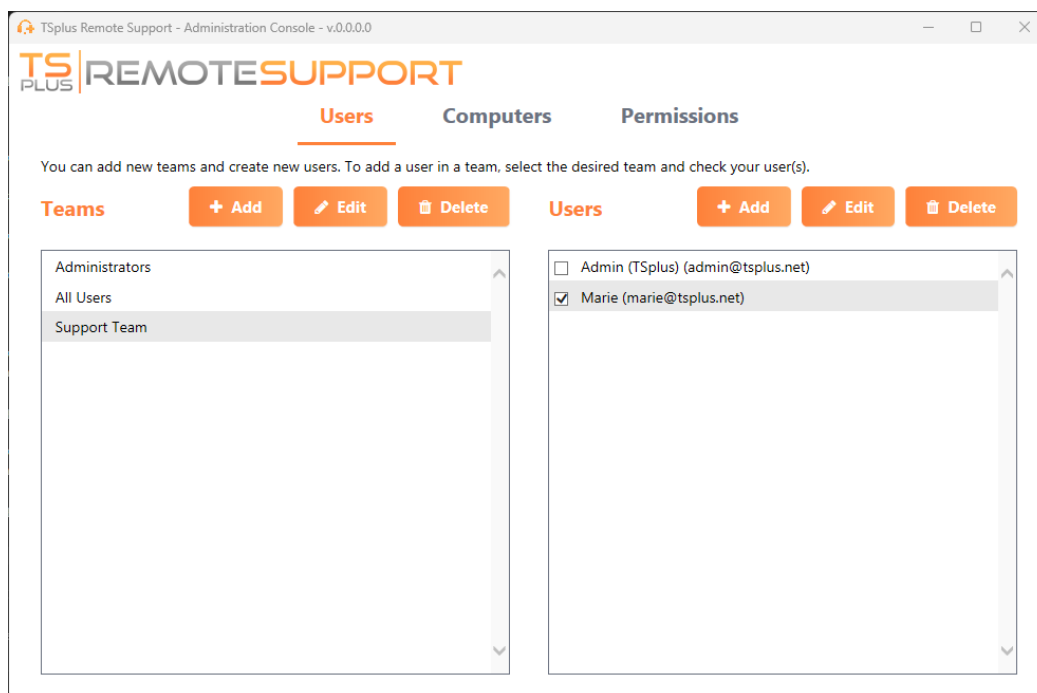 TSplus Remote Support - Administration Console - v.0.0.0.0
TS PLUS REMOTESUPPORT
Users Computers Permissions
You can add new teams and create new users. To add a user in a team, select the desired team and check your user(s).
Teams Add Edit Delete Users Add Edit Delete
Administrators
All Users
Support Team
Admin (TSplus) (admin@tsplus.net)
Marie (marie@tsplus.net)